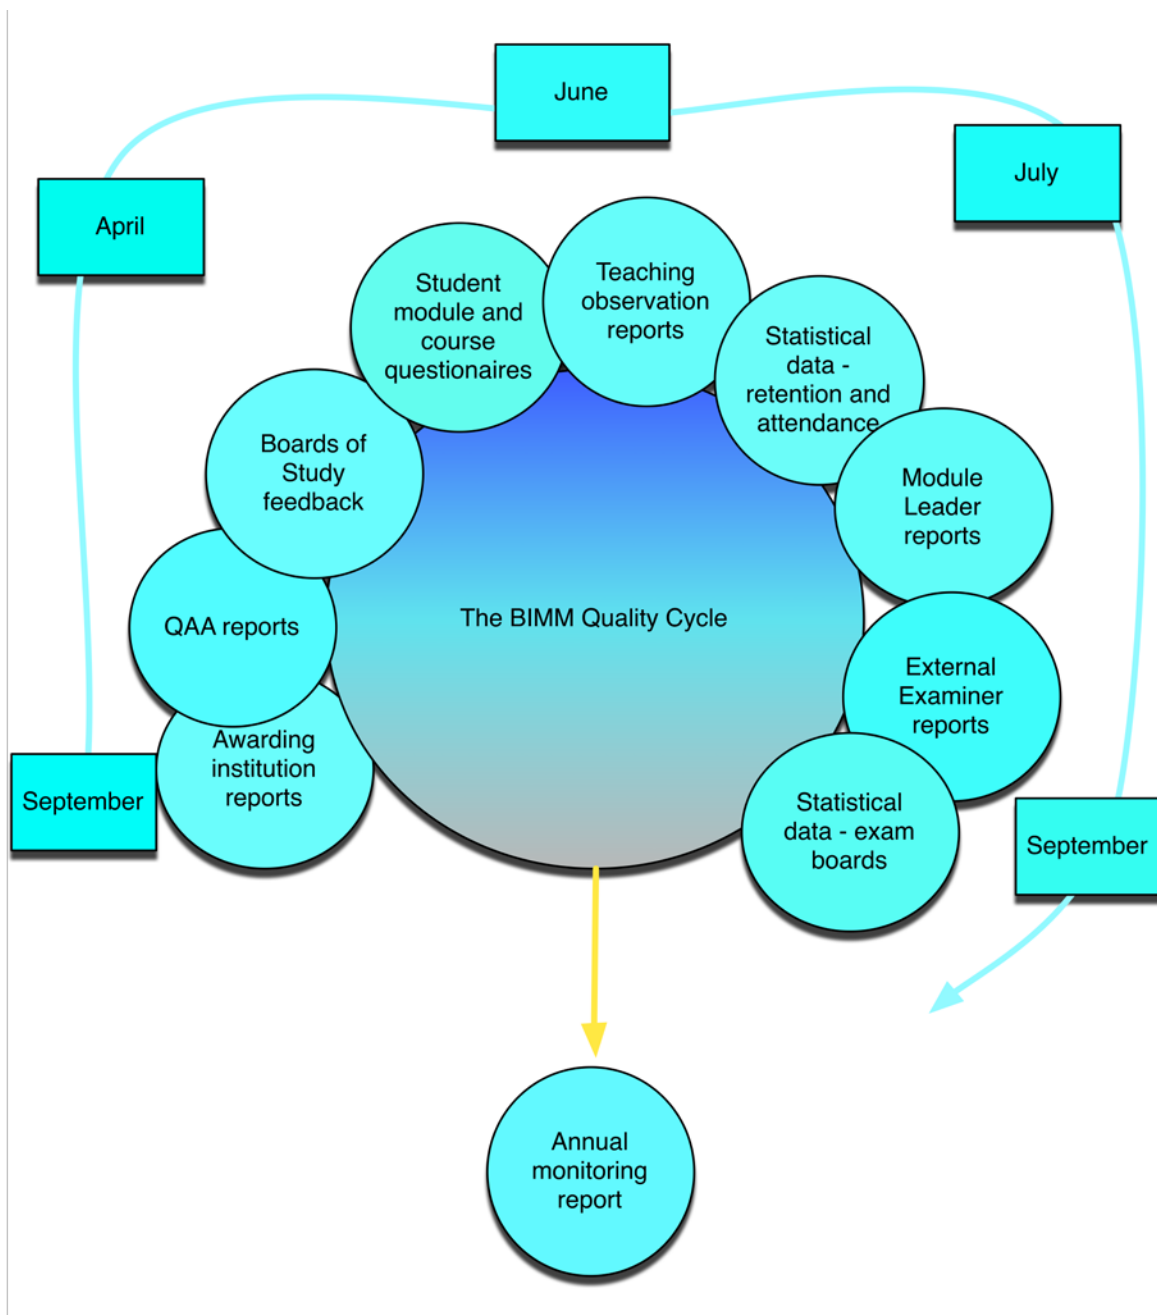 June
July
April
Teaching
observation
reports
Student
module and
course
questionaires
Statistical
data -
retention and
attendance
Boards of
Study
feedback
Module
Leader
reports
The BIMM Quality Cycle
QAA reports
External
Examiner
reports
Awarding
institution
reports
September
Statistical
data - exam
boards
September
Annual
monitoring
report